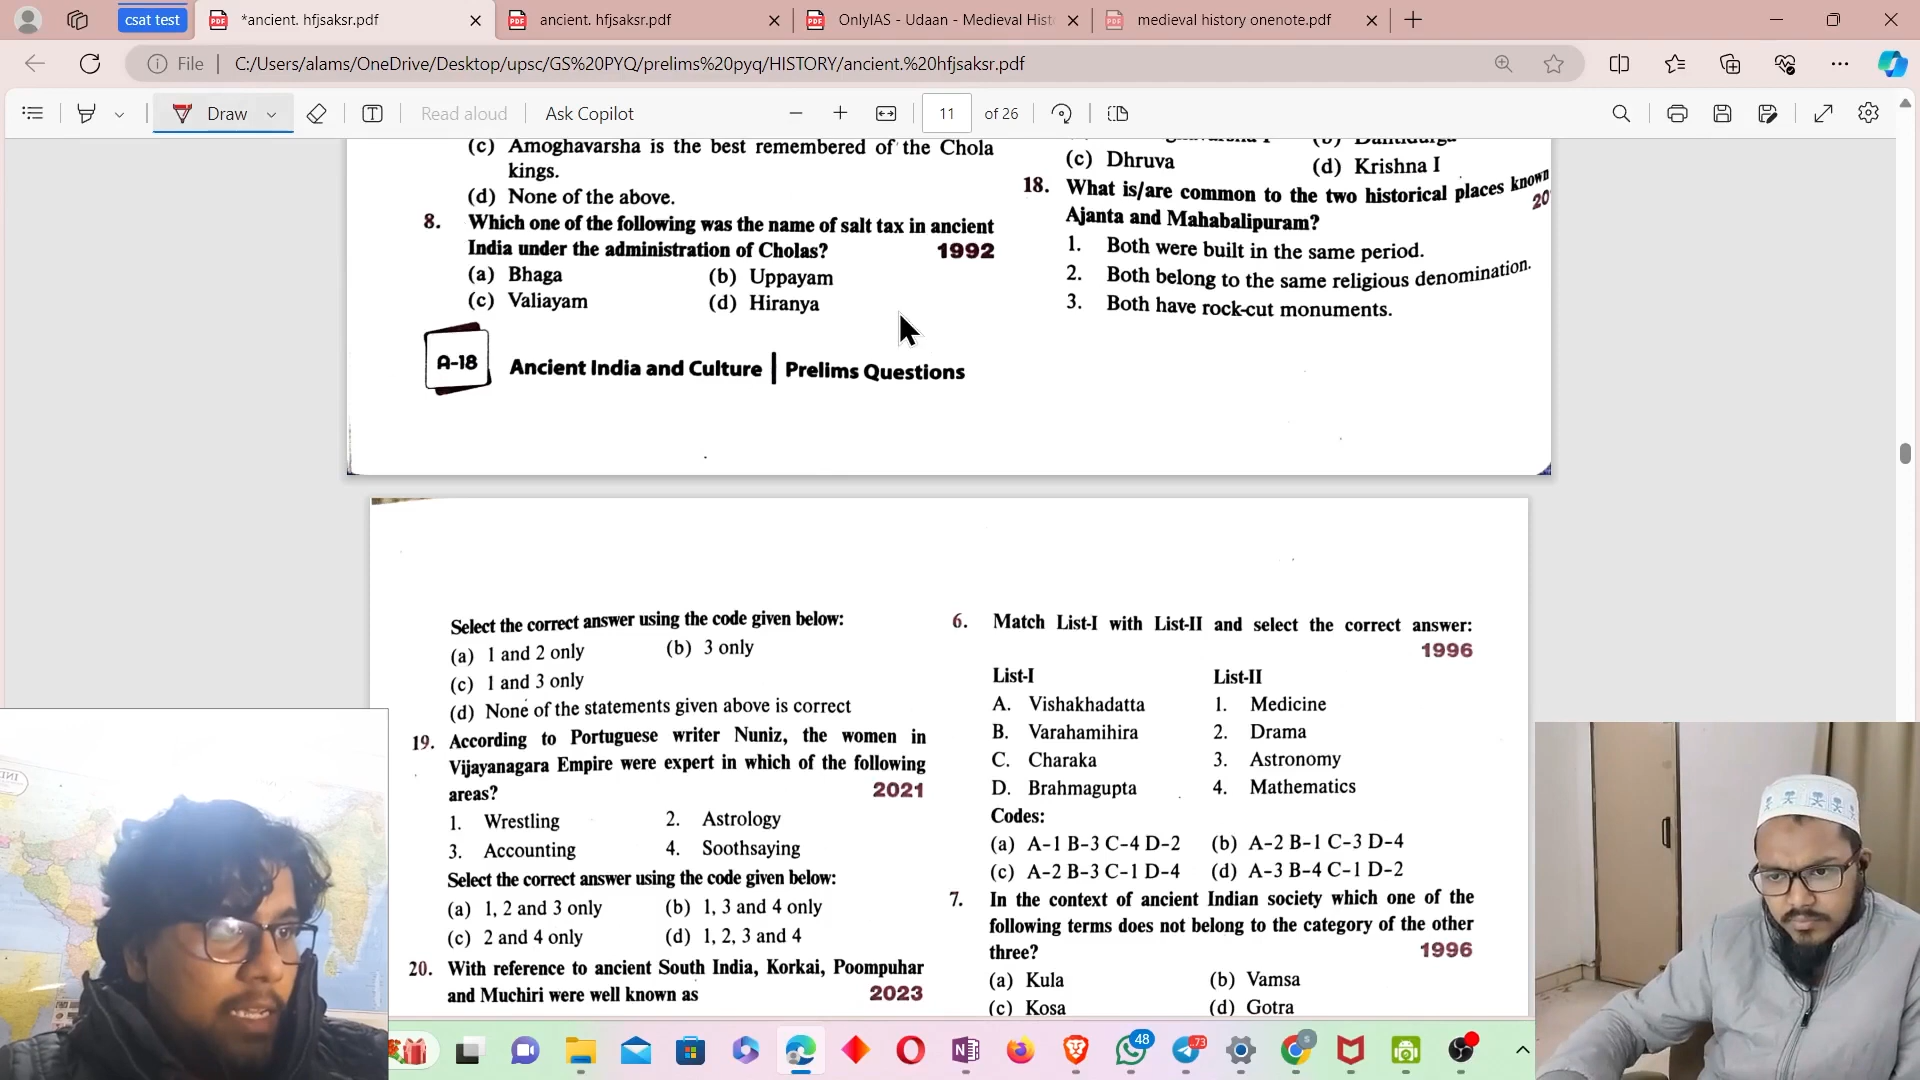 csat test
*ancient. hfjsaksr.pdf
ancient. hfjsaksr.pdf
OnlyIAS - Udaan - Medieval Hist
medieval history onenote.pdf
File
C:/Users/alams/OneDrive/Desktop/upsc/GS%20PYQ/prelims%20pyq/HISTORY/ancient.%20hfjsaksr.pdf
Draw
Read aloud
Ask Copilot
11 of 26
(c) Amoghavarsha is the best remembered of the Chola
kings.
(d) None of the above.
8. Which one of the following was the name of salt tax in ancient
India under the administration of Cholas? 1992
(a) Bhaga (b) Uppayam
(c) Valiayam (d) Hiranya
A-18 Ancient India and Culture | Prelims Questions
(c) Dhruva (d) Krishna I
18. What is/are common to the two historical places known
Ajanta and Mahabalipuram? 20
1. Both were built in the same period.
2. Both belong to the same religious denomination.
3. Both have rock-cut monuments.
Select the correct answer using the code given below:
(a) 1 and 2 only (b) 3 only
(c) 1 and 3 only
(d) None of the statements given above is correct
19. According to Portuguese writer Nuniz, the women in
Vijayanagara Empire were expert in which of the following
areas? 2021
1. Wrestling 2. Astrology
3. Accounting 4. Soothsaying
Select the correct answer using the code given below:
(a) 1, 2 and 3 only (b) 1, 3 and 4 only
(c) 2 and 4 only (d) 1, 2, 3 and 4
20. With reference to ancient South India, Korkai, Poompuhar
and Muchiri were well known as 2023
6. Match List-I with List-II and select the correct answer:
1996
List-I List-II
A. Vishakhadatta 1. Medicine
B. Varahamihira 2. Drama
C. Charaka 3. Astronomy
D. Brahmagupta 4. Mathematics
Codes:
(a) A-1 B-3 C-4 D-2 (b) A-2 B-1 C-3 D-4
(c) A-2 B-3 C-1 D-4 (d) A-3 B-4 C-1 D-2
7. In the context of ancient Indian society which one of the
following terms does not belong to the category of the other
three? 1996
(a) Kula (b) Vamsa
(c) Kosa (d) Gotra
48
73